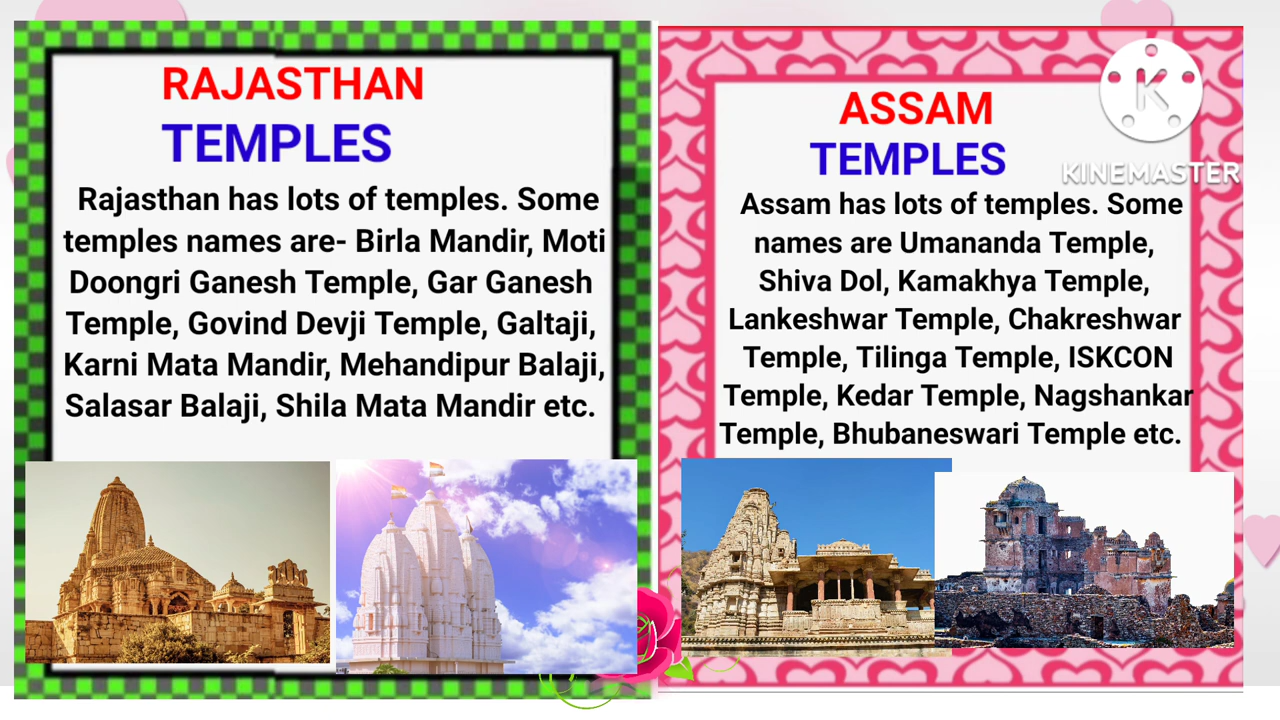 RAJASTHAN
TEMPLES
Rajasthan has lots of temples. Some
temples names are- Birla Mandir, Moti
Doongri Ganesh Temple, Gar Ganesh
Temple, Govind Devji Temple, Galtaji,
Karni Mata Mandir, Mehandipur Balaji,
Salasar Balaji, Shila Mata Mandir etc.
ASSAM
TEMPLES
Assam has lots of temples. Some
names are Umananda Temple,
Shiva Dol, Kamakhya Temple,
Lankeshwar Temple, Chakreshwar
Temple, Tilinga Temple, ISKCON
Temple, Kedar Temple, Nagshankar
Temple, Bhubaneswari Temple etc.
K
KINEMASTER